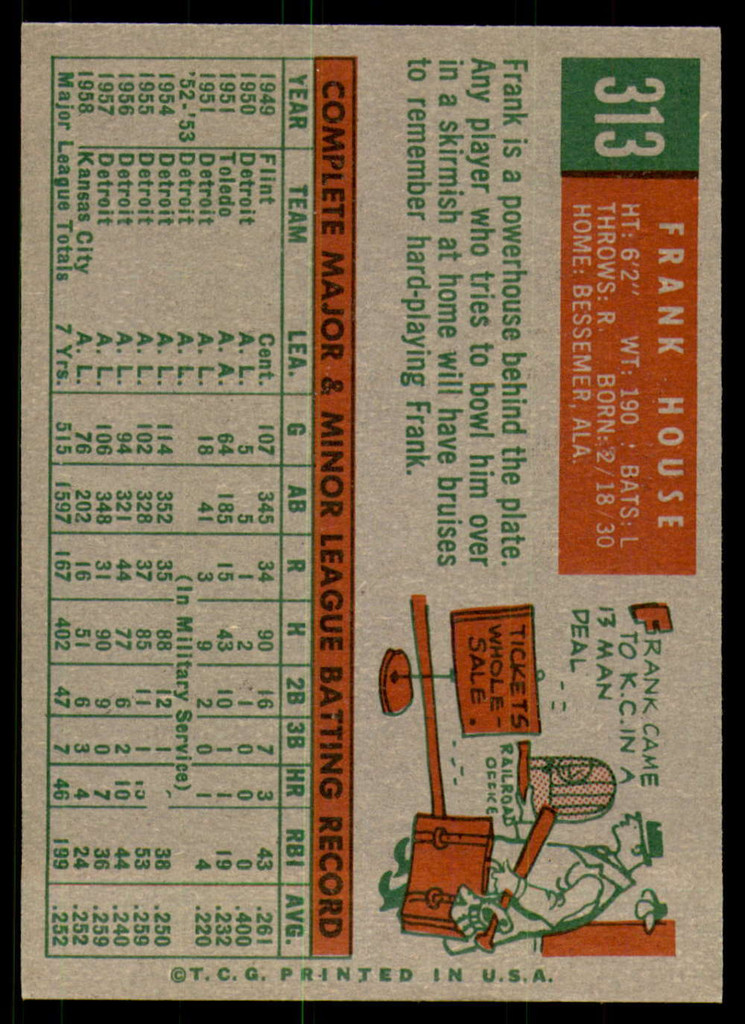 313
FRANK HOUSE
HT: 6'2" WT: 190 BATS: L
THROWS: R. BORN: 2/18/30
HOME: BESSEMER, ALA.
Frank is a powerhouse behind the plate.
Any player who tries to bowl him over
in a skirmish at home will have bruises
to remember hard-playing Frank.
FRANK CAME
TO K.C. IN A
13 MAN
DEAL
TICKETS
WHOLE-
SALE.
RAILROAD
OFFICE
COMPLETE MAJOR & MINOR LEAGUE BATTING RECORD
YEAR TEAM LEA. G AB R H 2B 3B HR RBI AVG.
1949 Flint Cent. 107 345 34 90 16 7 3 43 .261
1950 Detroit A. L. 5 5 1 2 1 0 0 0 .400
1951 Toledo A. A. 64 185 15 43 10 1 1 19 .232
1951 Detroit A. L. 18 41 3 9 2 0 1 4 .220
'52-'53 Detroit A. L. (In Military Service)
1954 Detroit A. L. 114 352 35 88 12 1 38 .250
1955 Detroit A. L. 102 328 37 85 11 1 53 .259
1956 Detroit A. L. 94 321 44 77 6 2 10 44 .240
1957 Detroit A. L. 106 348 31 90 9 0 7 36 .259
1958 Kansas City A. L. 76 202 16 51 6 3 4 24 .252
Major League Totals 7 Yrs. 515 1597 167 402 47 7 46 199 .252
© T. C. G. PRINTED IN U.S.A.